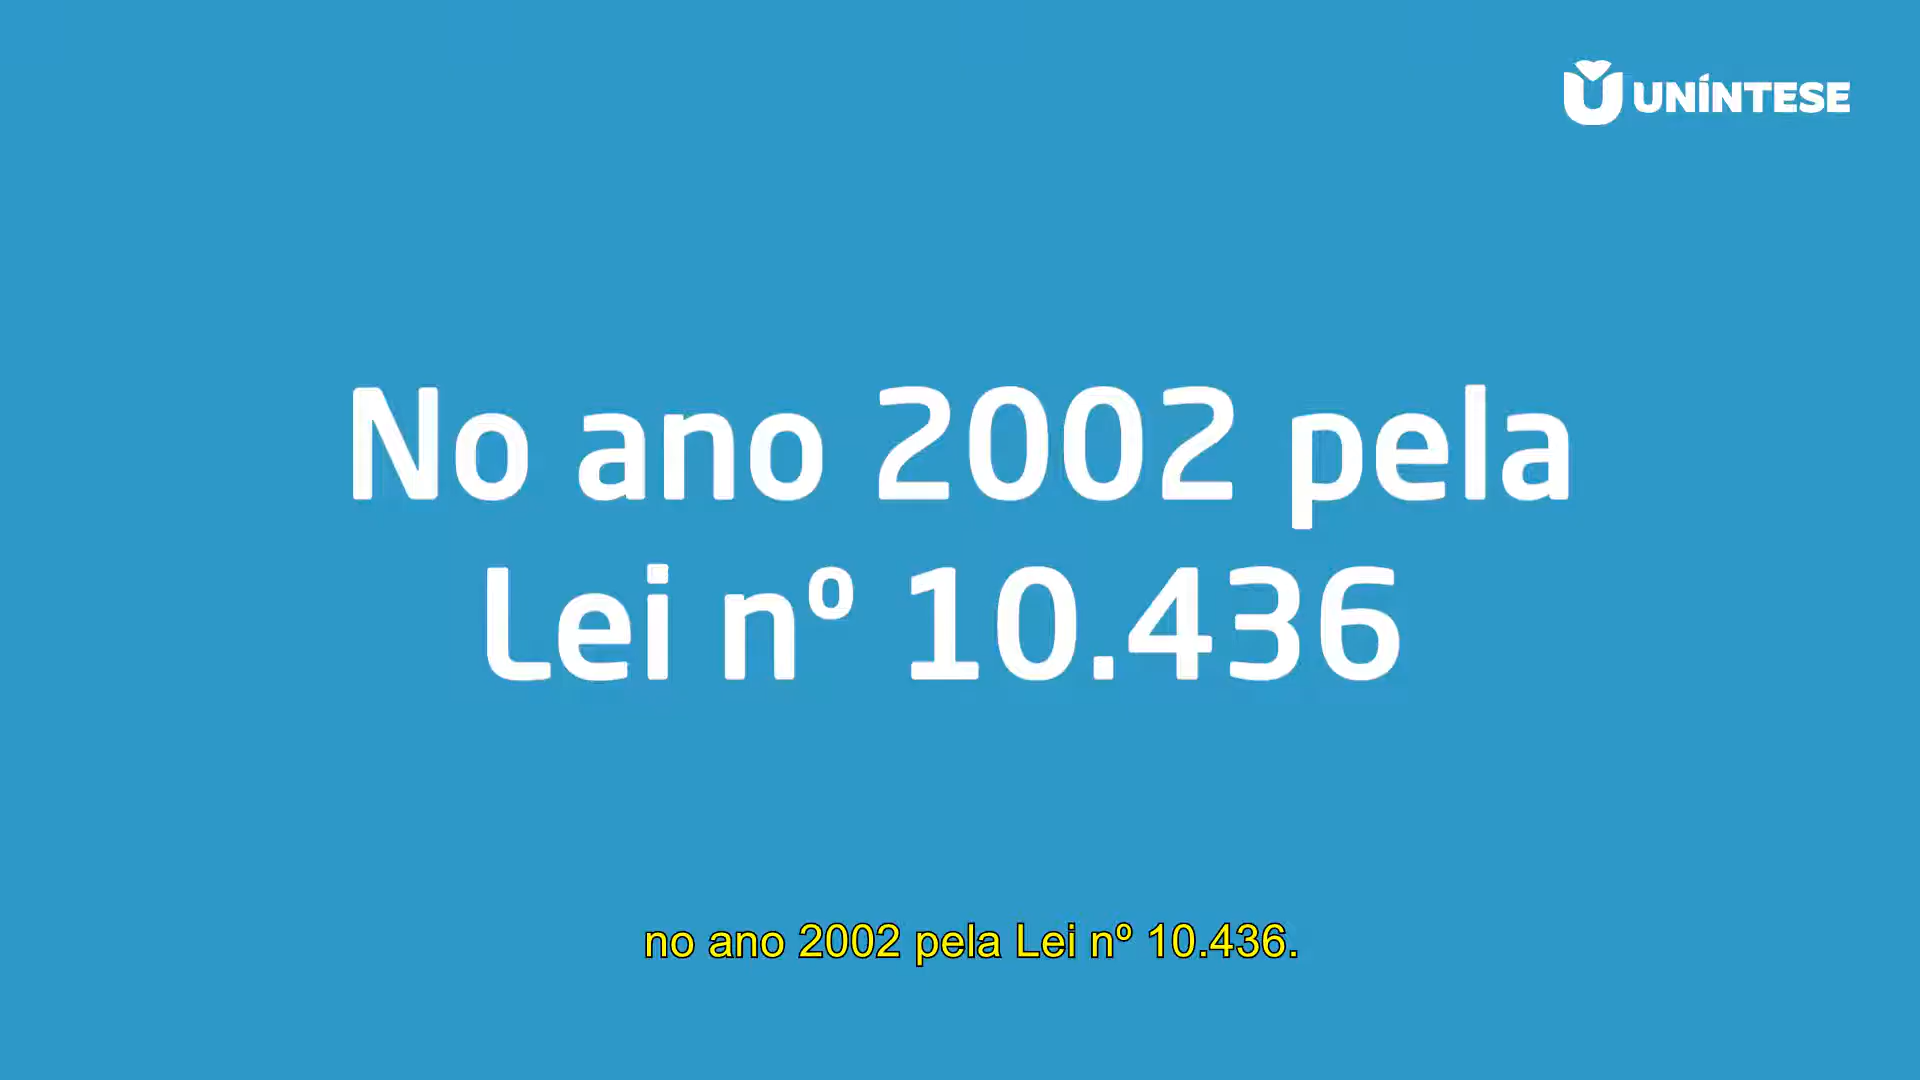 UNÍNTESE
No ano 2002 pela
Lei nº 10.436
no ano 2002 pela Lei nº 10.436.